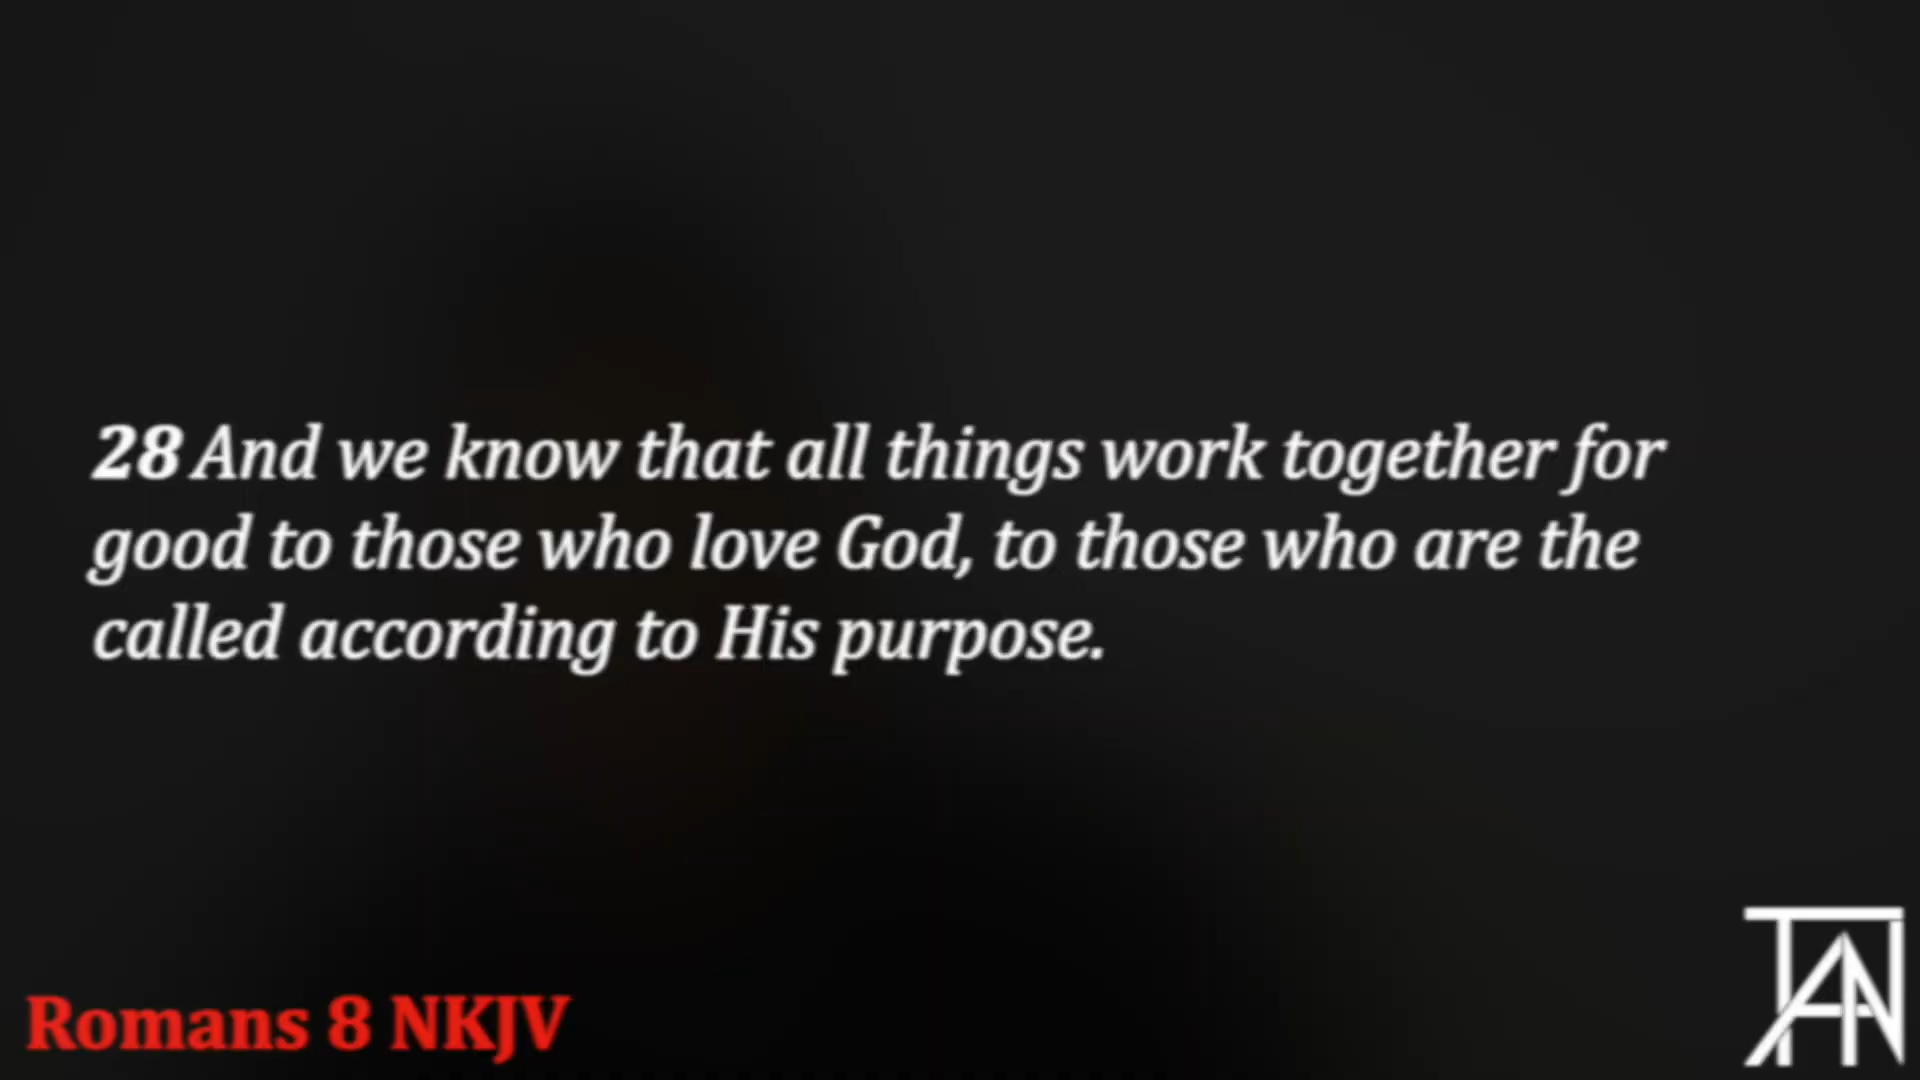 28 And we know that all things work together for
good to those who love God, to those who are the
called according to His purpose.
Romans 8 NKJV
TAN